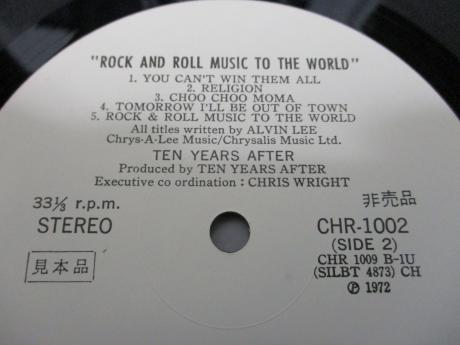 "ROCK AND ROLL MUSIC TO THE WORLD"
1. YOU CAN'T WIN THEM ALL
2. RELIGION
3. CHOO CHOO MOMA
4. TOMORROW I'LL BE OUT OF TOWN
5. ROCK & ROLL MUSIC TO THE WORLD
All titles written by ALVIN LEE
Chrys-A-Lee Music/Chrysalis Music Ltd.
TEN YEARS AFTER
Produced by TEN YEARS AFTER
Executive co ordination : CHRIS WRIGHT
33⅓ r.p.m.
STEREO
見本品
非売品
CHR-1002
(SIDE 2)
CHR 1009 B-1U
(SILBT 4873) CH
Ⓟ 1972